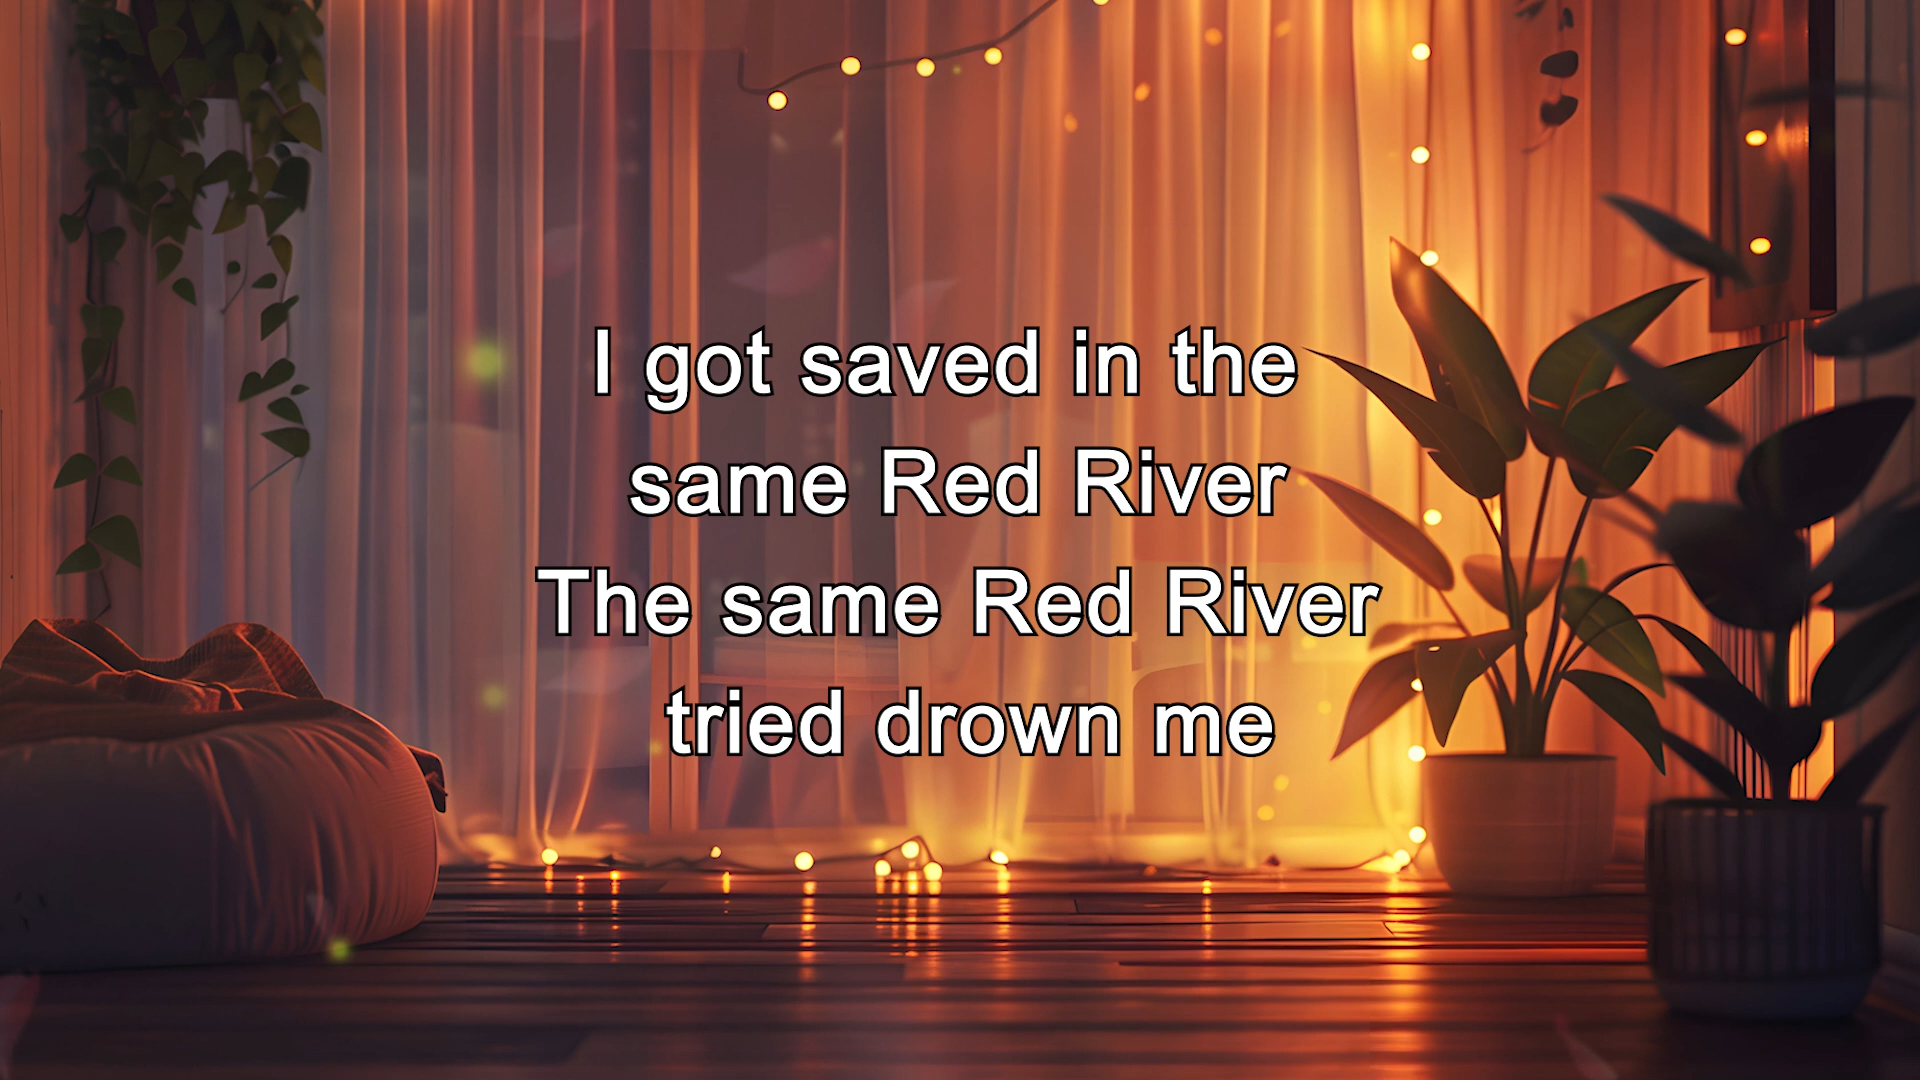 I got saved in the
same Red River
The same Red River
tried drown me